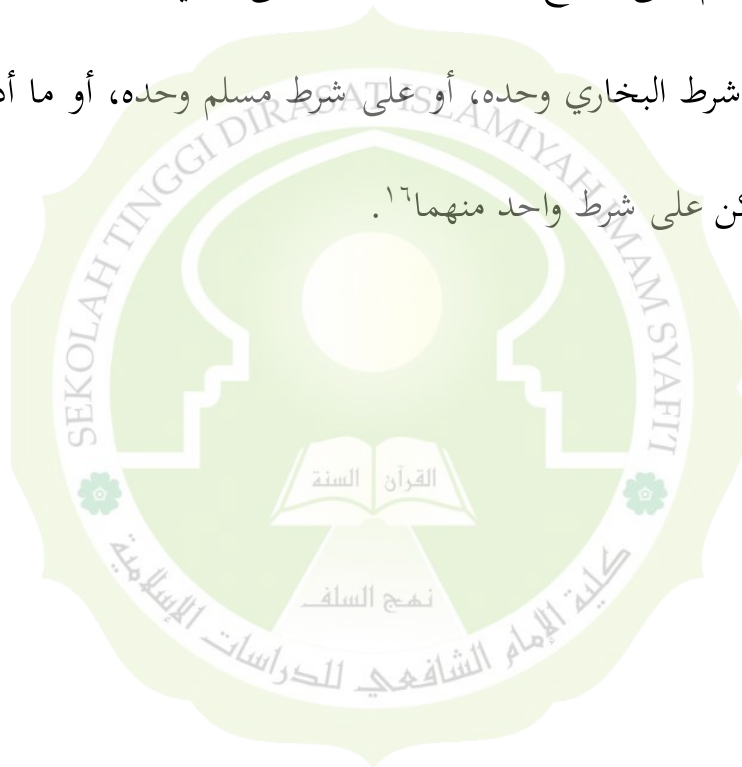 شرط البخاري وحده، أو على شرط مسلم وحده، أو ما
على شرط واحد منهما١٦.
SEKOLAH TINGGI DIRASAT ISLAMIYAH IMAM SYAFI'I
السنة القرآن
نهج السلف
كلية الإمام الشافعي للدراسات الإسلامية